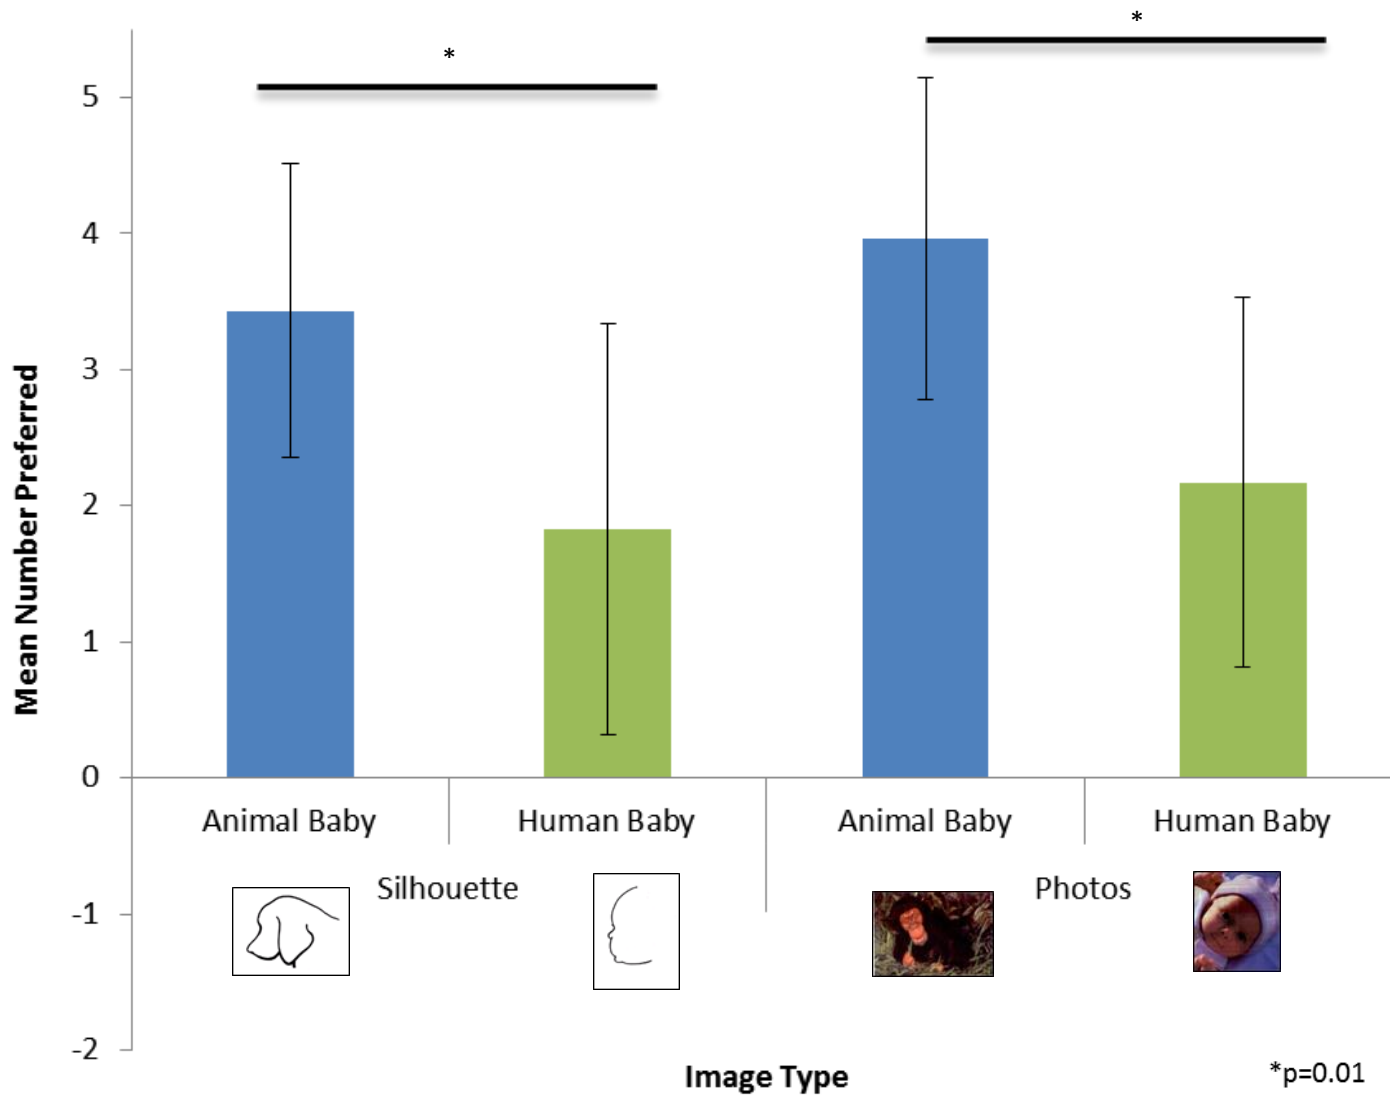 *
*
5
4
3
2
1
0
-1
-2
Mean Number Preferred
Animal Baby
Human Baby
Animal Baby
Human Baby
Silhouette
Photos
Image Type
*p=0.01